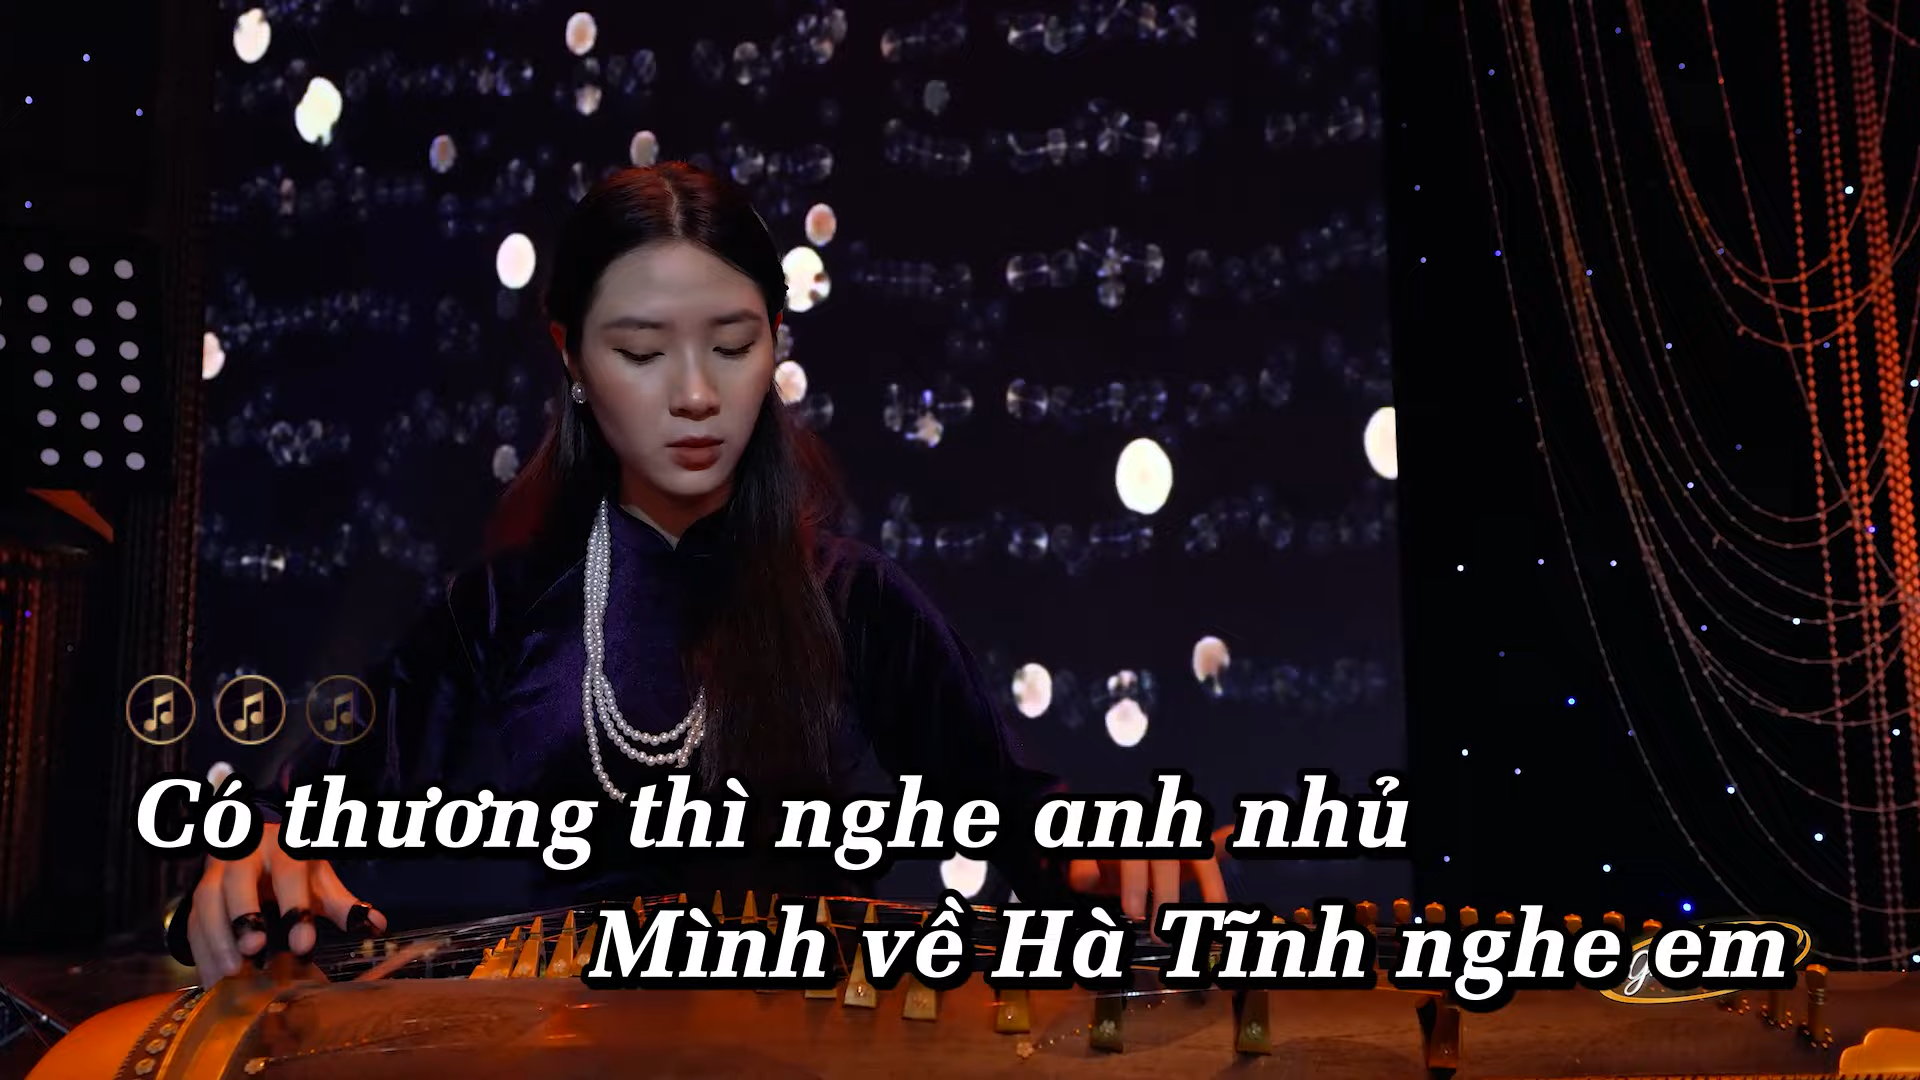 Có thương thì nghe anh nhủ
Mình về Hà Tĩnh nghe em